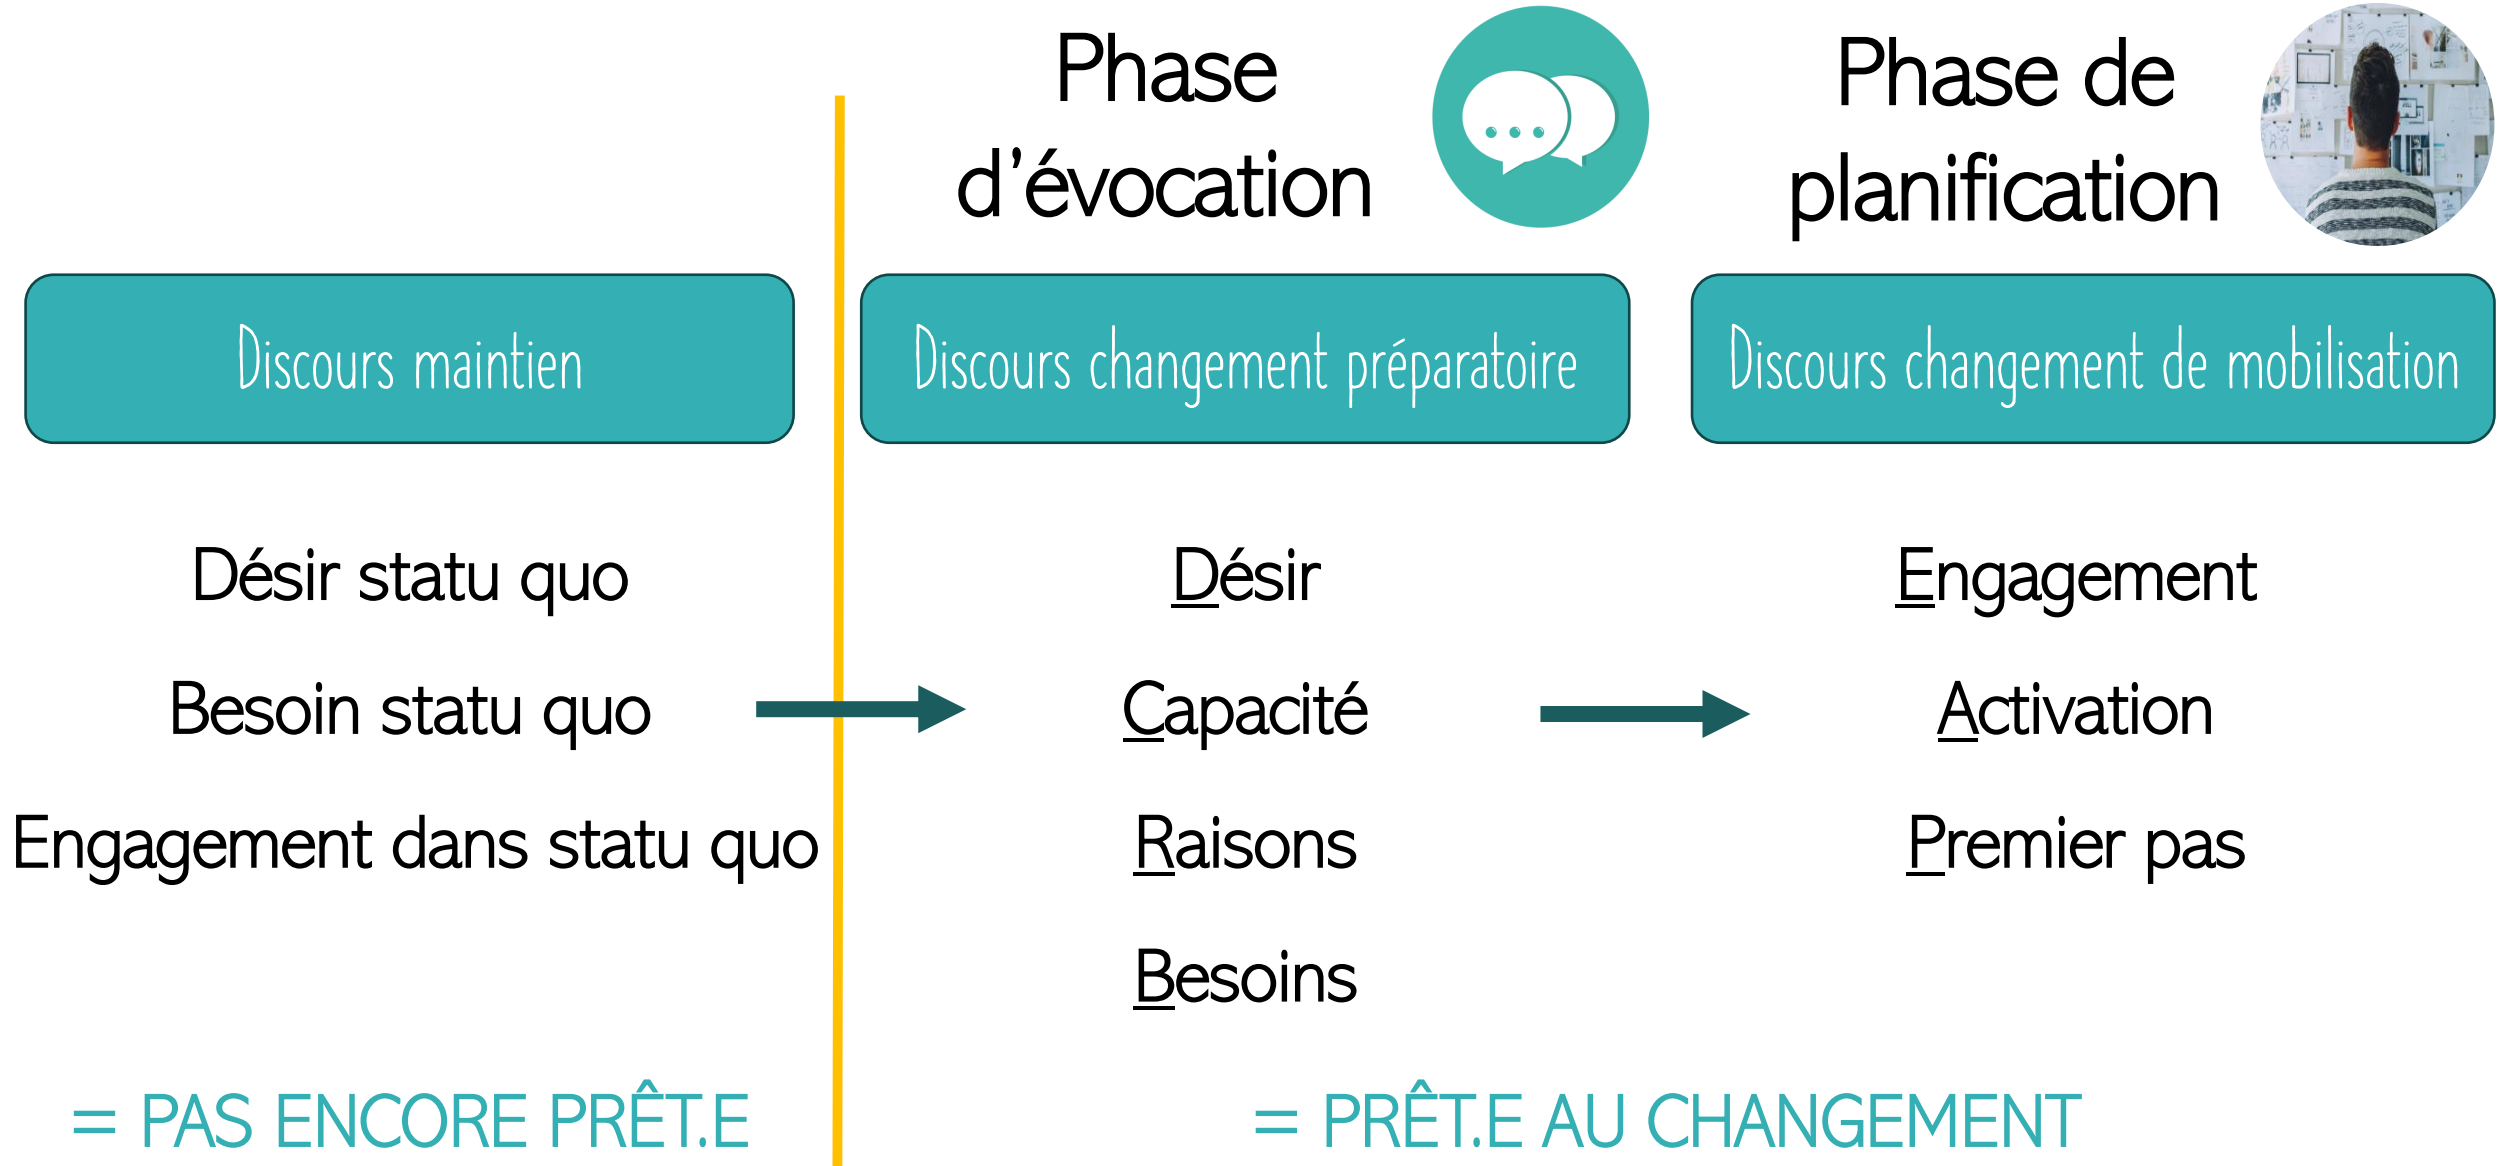 Phase
d’évocation
Phase de
planification
Discours maintien
Discours changement préparatoire
Discours changement de mobilisation
Désir statu quo
Besoin statu quo
Engagement dans statu quo
Désir
Capacité
Raisons
Besoins
Engagement
Activation
Premier pas
= PAS ENCORE PRÊT.E
= PRÊT.E AU CHANGEMENT